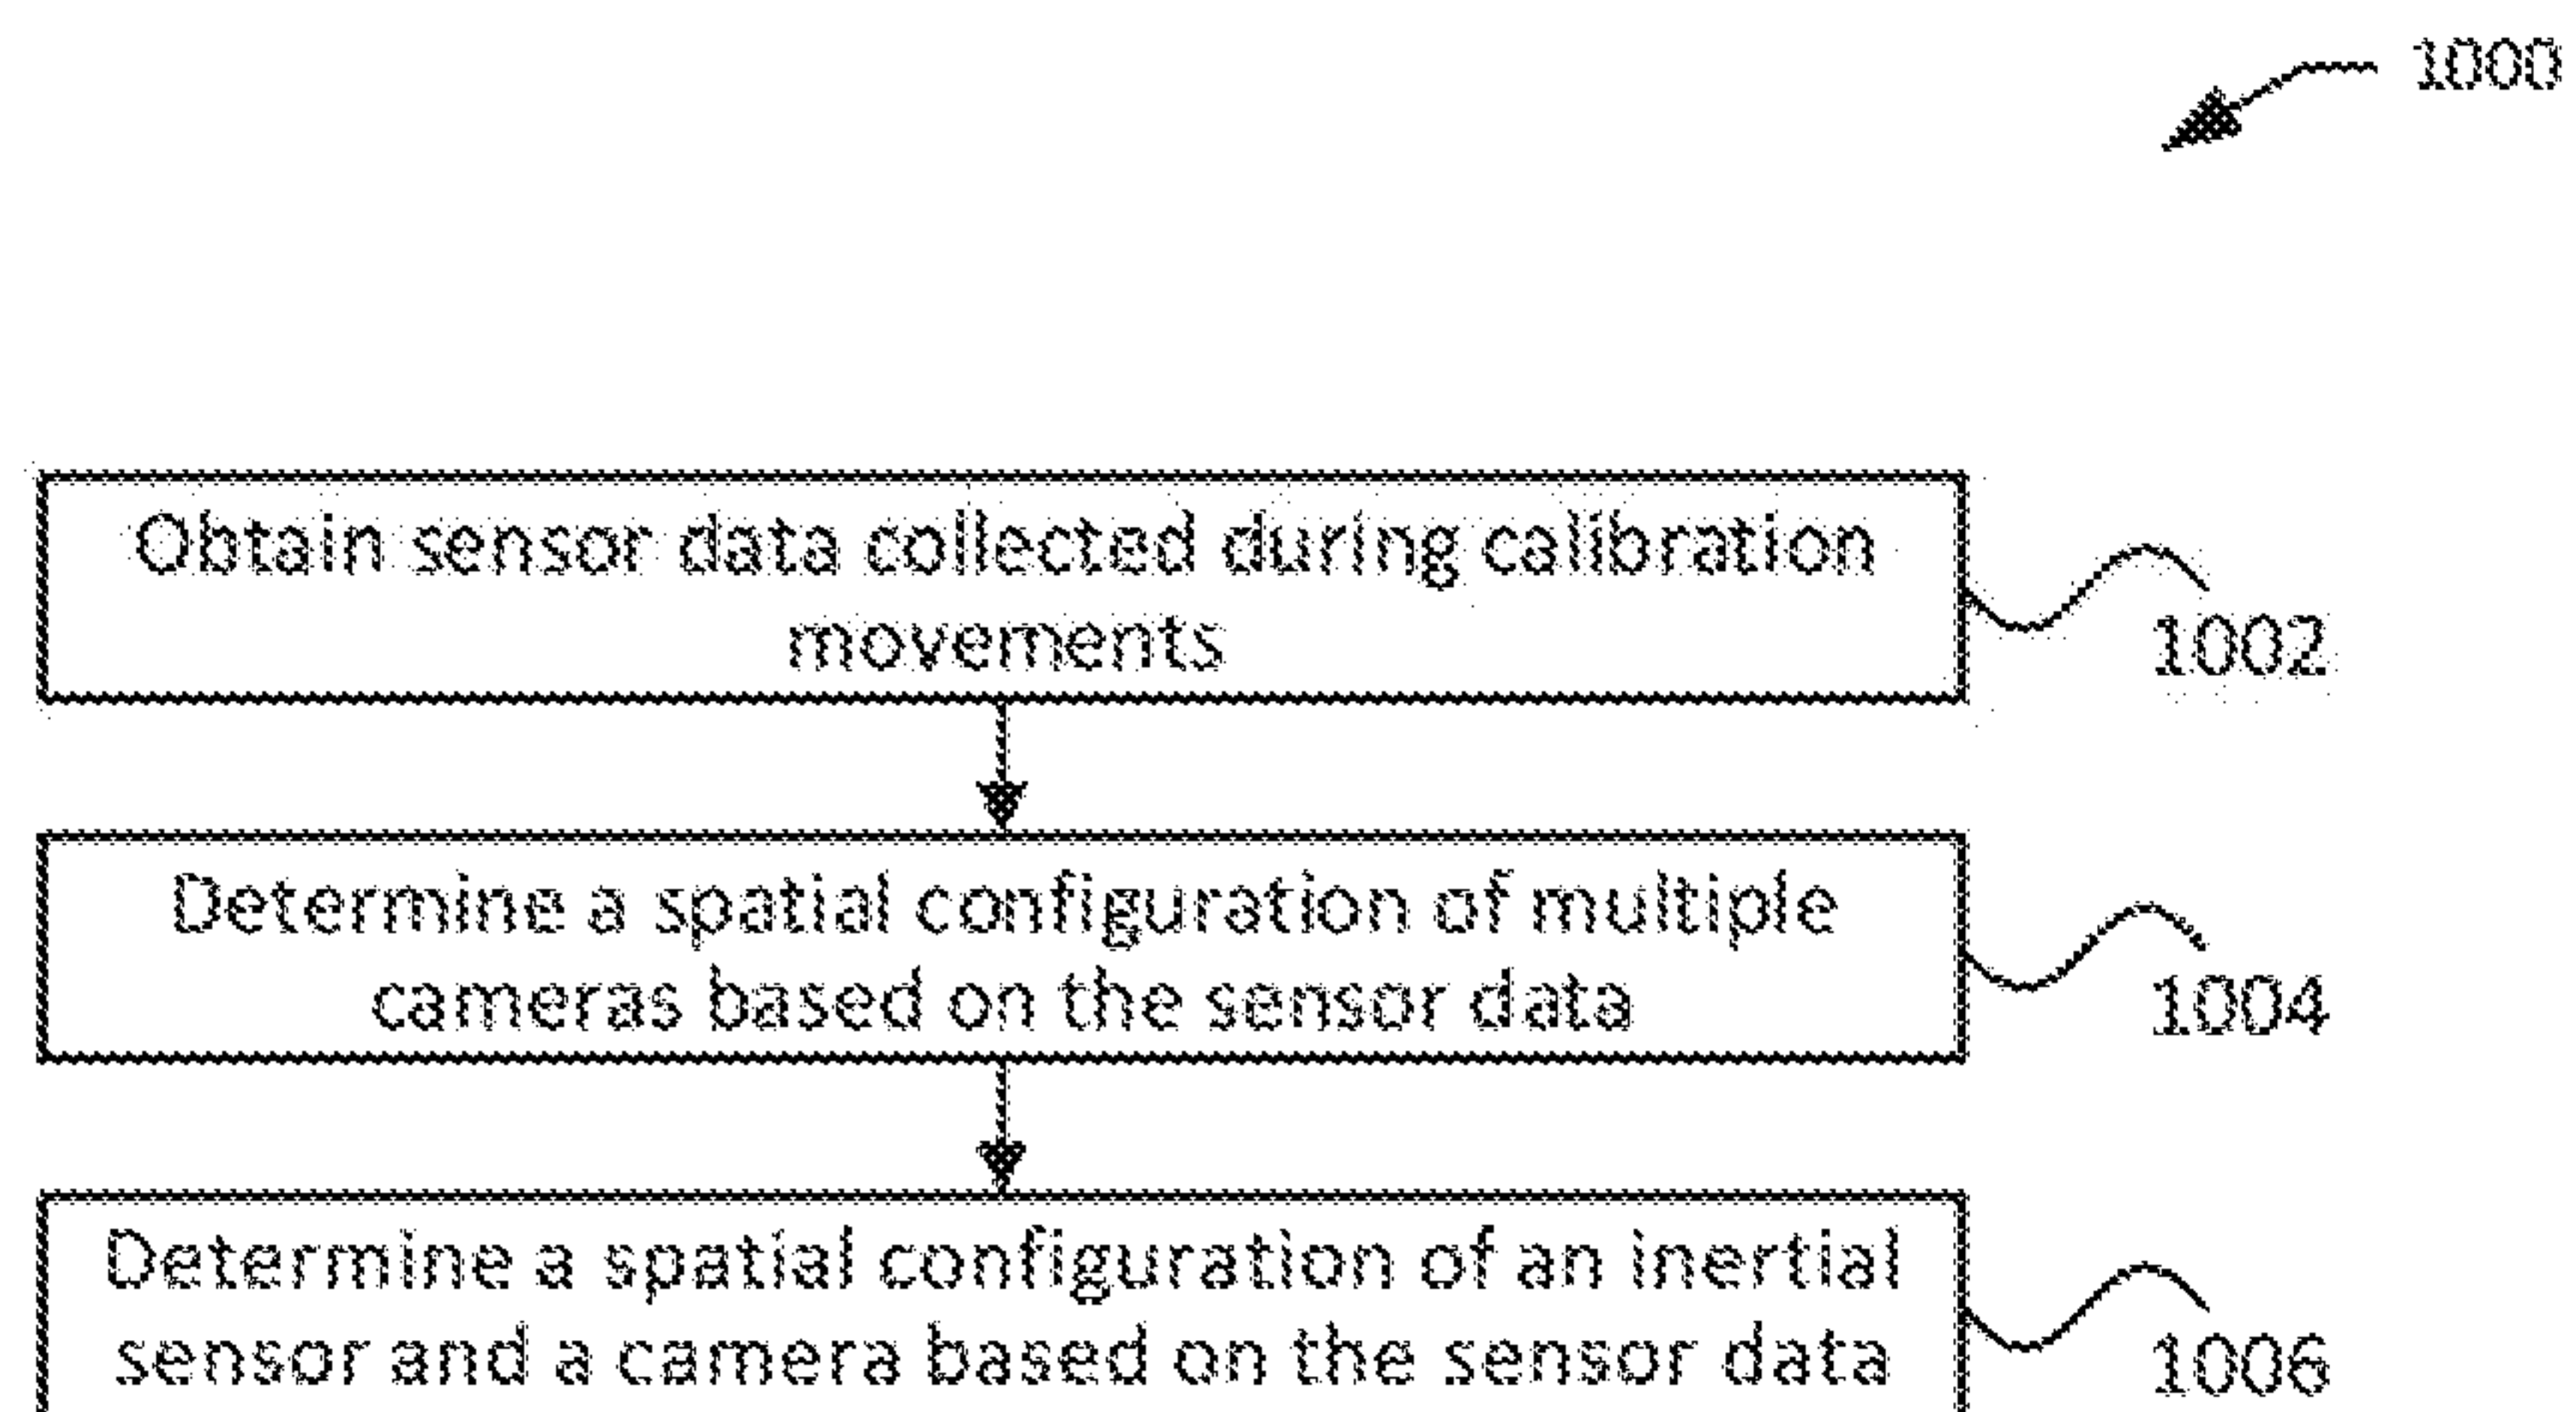 1000
Obtain sensor data collected during calibration
movements
1002
Determine a spatial configuration of multiple
cameras based on the sensor data
1004
Determine a spatial configuration of an inertial
sensor and a camera based on the sensor data
1006